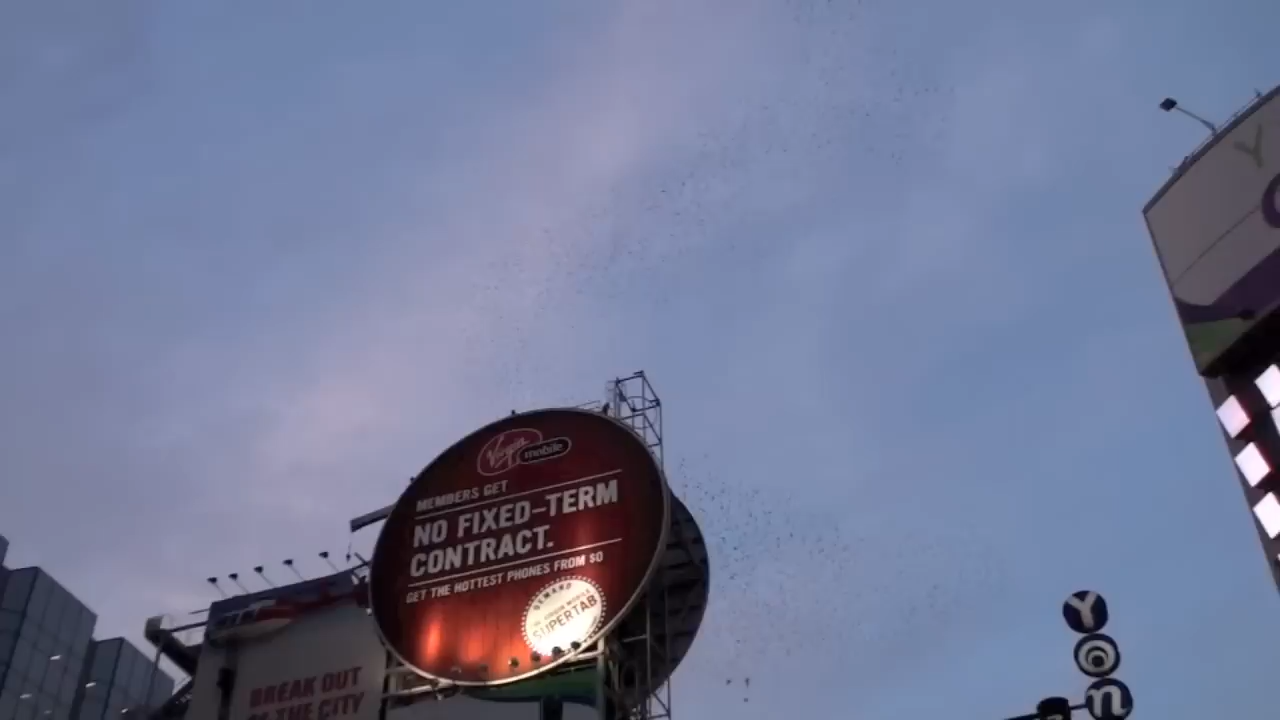 Virgin mobile
MEMBERS GET
NO FIXED-TERM
CONTRACT.
GET THE HOTTEST PHONES FROM $0
DEMAND
SUPERTAB
BREAK OUT
THE CITY
Y
Y
o
n